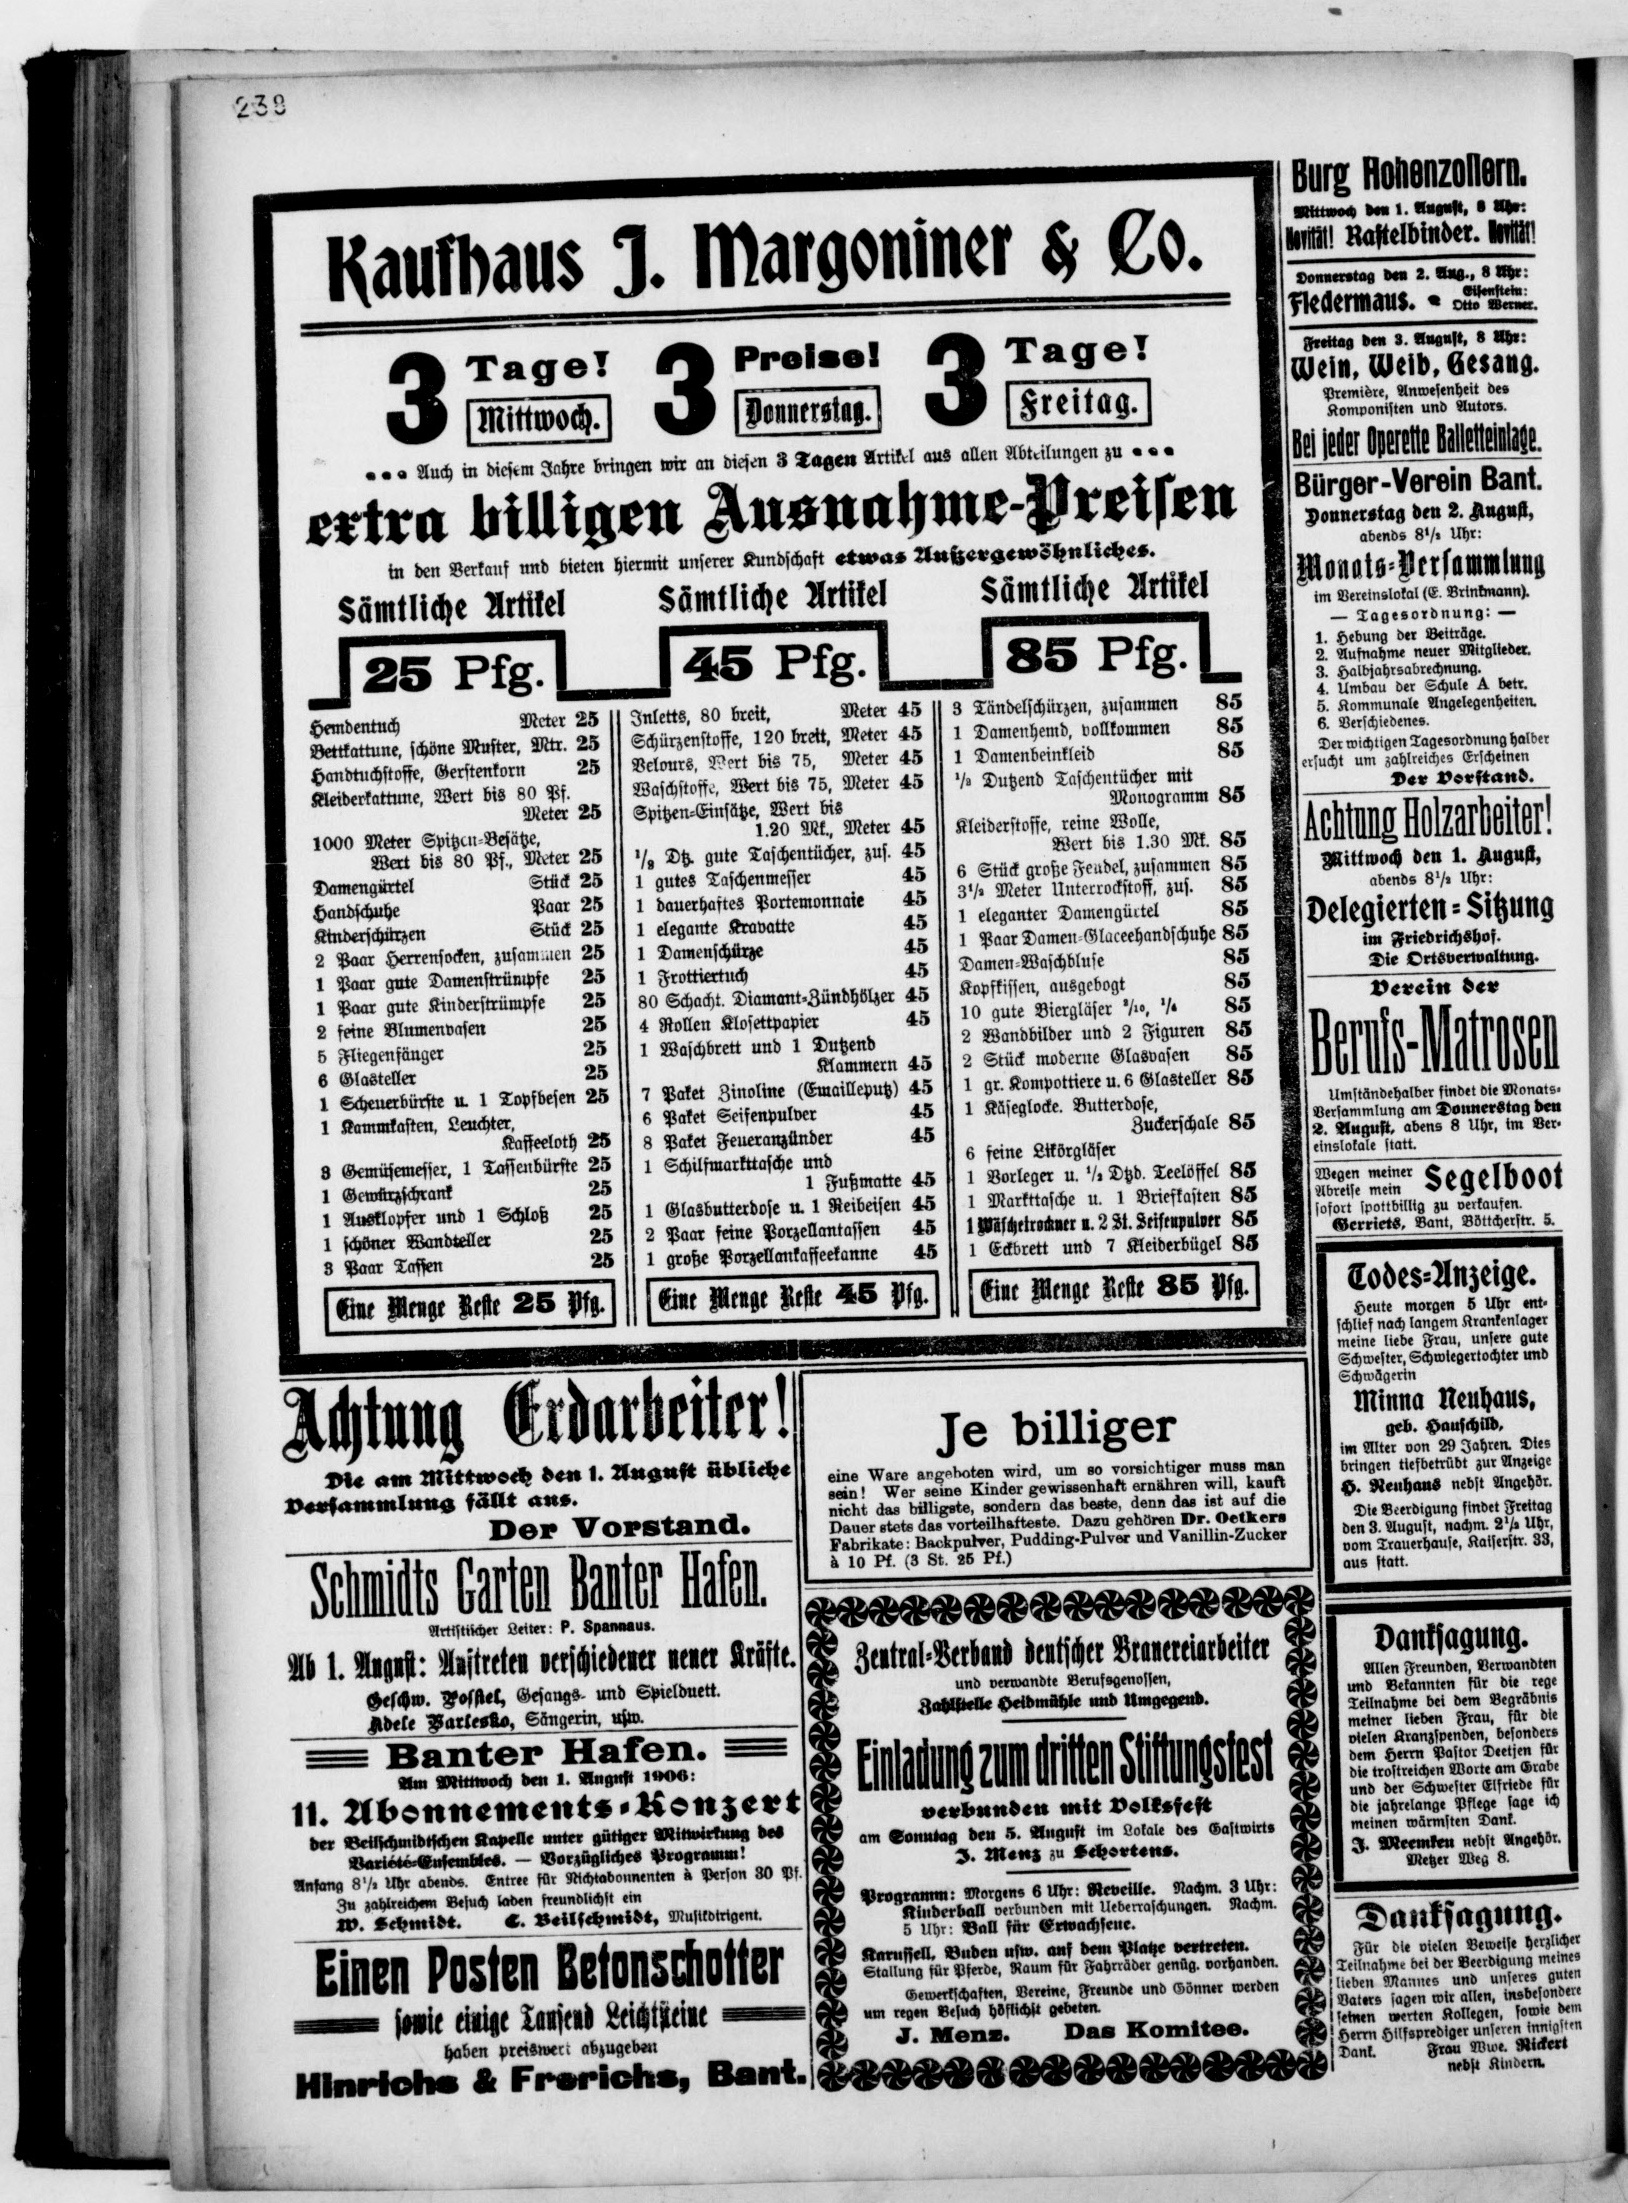 238
Kaufhaus J. Margoniner & Co.
3 Tage! 3 Preise! 3 Tage!
Mittwoch. Donnerstag. Freitag.
Auch in diesem Jahre bringen wir an diesen 3 Tagen Artikel aus allen Abteilungen zu
extra billigen Ausnahme-Preisen
in den Verkauf und bieten hiermit unserer Kundschaft etwas Außergewöhnliches.
Sämtliche Artikel
25 Pfg.
Hemdentuch Meter 25
Bettkattune, schöne Muster, Mtr. 25
Handtuchstoffe, Gerstenkorn 25
Kleiderkattune, Wert bis 80 Pf.
Meter 25
1000 Meter Spitzen-Besätze,
Wert bis 80 Pf., Meter 25
Damengürtel Stück 25
Handschuhe Paar 25
Kinderschürzen Stück 25
2 Paar Herrensocken, zusammen 25
1 Paar gute Damenstrümpfe 25
1 Paar gute Kinderstrümpfe 25
2 feine Blumenvasen 25
5 Fliegenfänger 25
6 Glasteller 25
1 Scheuerbürste u. 1 Topfbesen 25
1 Kammkasten, Leuchter,
Kaffeeloth 25
3 Gemüsemesser, 1 Tassenbürste 25
1 Gewürzschrank 25
1 Ausklopfer und 1 Schloß 25
1 schöner Wandteller 25
3 Paar Tassen 25
Eine Menge Reste 25 Pfg.
Sämtliche Artikel
45 Pfg.
Inletts, 80 breit, Meter 45
Schürzenstoffe, 120 breit, Meter 45
Velours, Wert bis 75, Meter 45
Waschstoffe, Wert bis 75, Meter 45
Spitzen-Einsätze, Wert bis
1.20 Mk., Meter 45
Dtz. gute Taschentücher, zus. 45
1 gutes Taschenmesser 45
1 dauerhaftes Portemonnaie 45
1 elegante Kravatte 45
1 Damenschürze 45
1 Frottiertuch 45
80 Schacht. Diamant-Zündhölzer 45
4 Rollen Klosettpapier 45
1 Waschbrett und 1 Dutzend
Klammern 45
7 Paket Zinoline (Emailleputz) 45
6 Paket Seifenpulver 45
8 Paket Feueranzünder 45
1 Schilfmarkttasche und
1 Fußmatte 45
1 Glasbutterdose u. 1 Reibeisen 45
2 Paar feine Porzellantassen 45
1 große Porzellankaffeekanne 45
Eine Menge Reste 45 Pfg.
Sämtliche Artikel
85 Pfg.
3 Tändelschürzen, zusammen 85
1 Damenhemd, vollkommen 85
1 Damenbeinkleid 85
1/2 Dutzend Taschentücher mit
Monogramm 85
Kleiderstoffe, reine Wolle,
Wert bis 1.30 Mk. 85
6 Stück große Feudel, zusammen 85
3 1/2 Meter Unterrockstoff, zus. 85
1 eleganter Damengürtel 85
1 Paar Damen-Glaceehandschuhe 85
Damen-Waschbluse 85
Kopfkissen, ausgebogt 85
10 gute Biergläser 85
2 Wandbilder und 2 Figuren 85
2 Stück moderne Glasvasen 85
1 gr. Kompottiere u. 6 Glasteller 85
1 Käseglocke. Butterdose,
Zuckerschale 85
6 feine Likörgläser
1 Vorleger u. 1/2 Dtzd. Teelöffel 85
1 Markttasche u. 1 Briefkasten 85
1 Wäschetrockner u. 2 St. Seifenpulver 85
1 Eckbrett und 7 Kleiderbügel 85
Eine Menge Reste 85 Pfg.
Achtung Erdarbeiter!
Die am Mittwoch den 1. August übliche
Versammlung fällt aus.
Der Vorstand.
Schmidts Garten Banter Hafen.
Artistischer Leiter: P. Spannaus.
Ab 1. August: Auftreten verschiedener neuer Kräfte.
Geschw. Possel, Gesangs- und Spielduett.
Adele Barlesko, Sängerin, usw.
Banter Hafen.
Am Mittwoch den 1. August 1906:
11. Abonnements-Konzert
der Beilschmidtschen Kapelle unter gütiger Mitwirkung des
Varieté-Ensembles. — Vorzügliches Programm!
Anfang 8 1/2 Uhr abends. Entree für Nichtabonnenten à Person 30 Pf.
Zu zahlreichem Besuch laden freundlichst ein
W. Schmidt. C. Beilschmidt, Musikdirigent.
Einen Posten Betonschotter
sowie einige Tausend Leichtsteine
haben preiswert abzugeben
Hinrichs & Frerichs, Bant.
Je billiger
eine Ware angeboten wird, um so vorsichtiger muss man
sein! Wer seine Kinder gewissenhaft ernähren will, kauft
nicht das billigste, sondern das beste, denn das ist auf die
Dauer stets das vorteilhafteste. Dazu gehören Dr. Oetkers
Fabrikate: Backpulver, Pudding-Pulver und Vanillin-Zucker
à 10 Pf. (3 St. 25 Pf.)
Zentral-Verband deutscher Brauereiarbeiter
und verwandte Berufsgenossen,
Zahlstelle Heidmühle und Umgegend.
Einladung zum dritten Stiftungsfest
verbunden mit Volksfest
am Sonntag den 5. August im Lokale des Gastwirts
J. Menz zu Schortens.
Programm: Morgens 6 Uhr: Reveille. Nachm. 3 Uhr:
Kinderball verbunden mit Ueberraschungen. Nachm.
5 Uhr: Ball für Erwachsene.
Karussell, Buden usw. auf dem Platze vertreten.
Stallung für Pferde, Raum für Fahrräder genüg. vorhanden.
Gewerkschaften, Vereine, Freunde und Gönner werden
um regen Besuch höflichst gebeten.
J. Menz. Das Komitee.
Burg Hohenzollern.
Mittwoch den 1. August, 8 Uhr:
Novität! Rastelbinder. Novität!
Donnerstag den 2. Aug., 8 Uhr:
Fledermaus. - Eisenstein:
Otto Werner.
Freitag den 3. August, 8 Uhr:
Wein, Weib, Gesang.
Première, Anwesenheit des
Komponisten und Autors.
Bei jeder Operette Balletteinlage.
Bürger-Verein Bant.
Donnerstag den 2. August,
abends 8 1/2 Uhr:
Monats-Versammlung
im Vereinslokal (E. Brinkmann).
— Tagesordnung: —
1. Hebung der Beiträge.
2. Aufnahme neuer Mitglieder.
3. Halbjahrsabrechnung.
4. Umbau der Schule A betr.
5. Kommunale Angelegenheiten.
6. Verschiedenes.
Der wichtigen Tagesordnung halber
ersucht um zahlreiches Erscheinen
Der Vorstand.
Achtung Holzarbeiter!
Mittwoch den 1. August,
abends 8 1/2 Uhr:
Delegierten-Sitzung
im Friedrichshof.
Die Ortsverwaltung.
Verein der
Berufs-Matrosen
Umständehalber findet die Monats-
Versammlung am Donnerstag den
2. August, abens 8 Uhr, im Ver-
einslokale statt.
Wegen meiner
Abreise mein Segelboot
sofort spottbillig zu verkaufen.
Gerriets, Bant, Böttcherstr. 5.
Todes-Anzeige.
Heute morgen 5 Uhr ent-
schlief nach langem Krankenlager
meine liebe Frau, unsere gute
Schwester, Schwiegertochter und
Schwägerin
Minna Neuhaus,
geb. Hauschild,
im Alter von 29 Jahren. Dies
bringen tiefbetrübt zur Anzeige
H. Neuhaus nebst Angehör.
Die Beerdigung findet Freitag
den 3. August, nachm. 2 1/2 Uhr,
vom Trauerhause, Kaiserstr. 33,
aus statt.
Danksagung.
Allen Freunden, Verwandten
und Bekannten für die rege
Teilnahme bei dem Begräbnis
meiner lieben Frau, für die
vielen Kranzspenden, besonders
dem Herrn Pastor Deetjen für
die trostreichen Worte am Grabe
und der Schwester Elfriede für
die jahrelange Pflege sage ich
meinen wärmsten Dank.
J. Meemken nebst Angehör.
Metzer Weg 8.
Danksagung.
Für die vielen Beweise herzlicher
Teilnahme bei der Beerdigung meines
lieben Mannes und unseres guten
Vaters sagen wir allen, insbesondere
seinen werten Kollegen, sowie dem
Herrn Hilfsprediger unseren innigsten
Dank. Frau Wwe. Rickert
nebst Kindern.